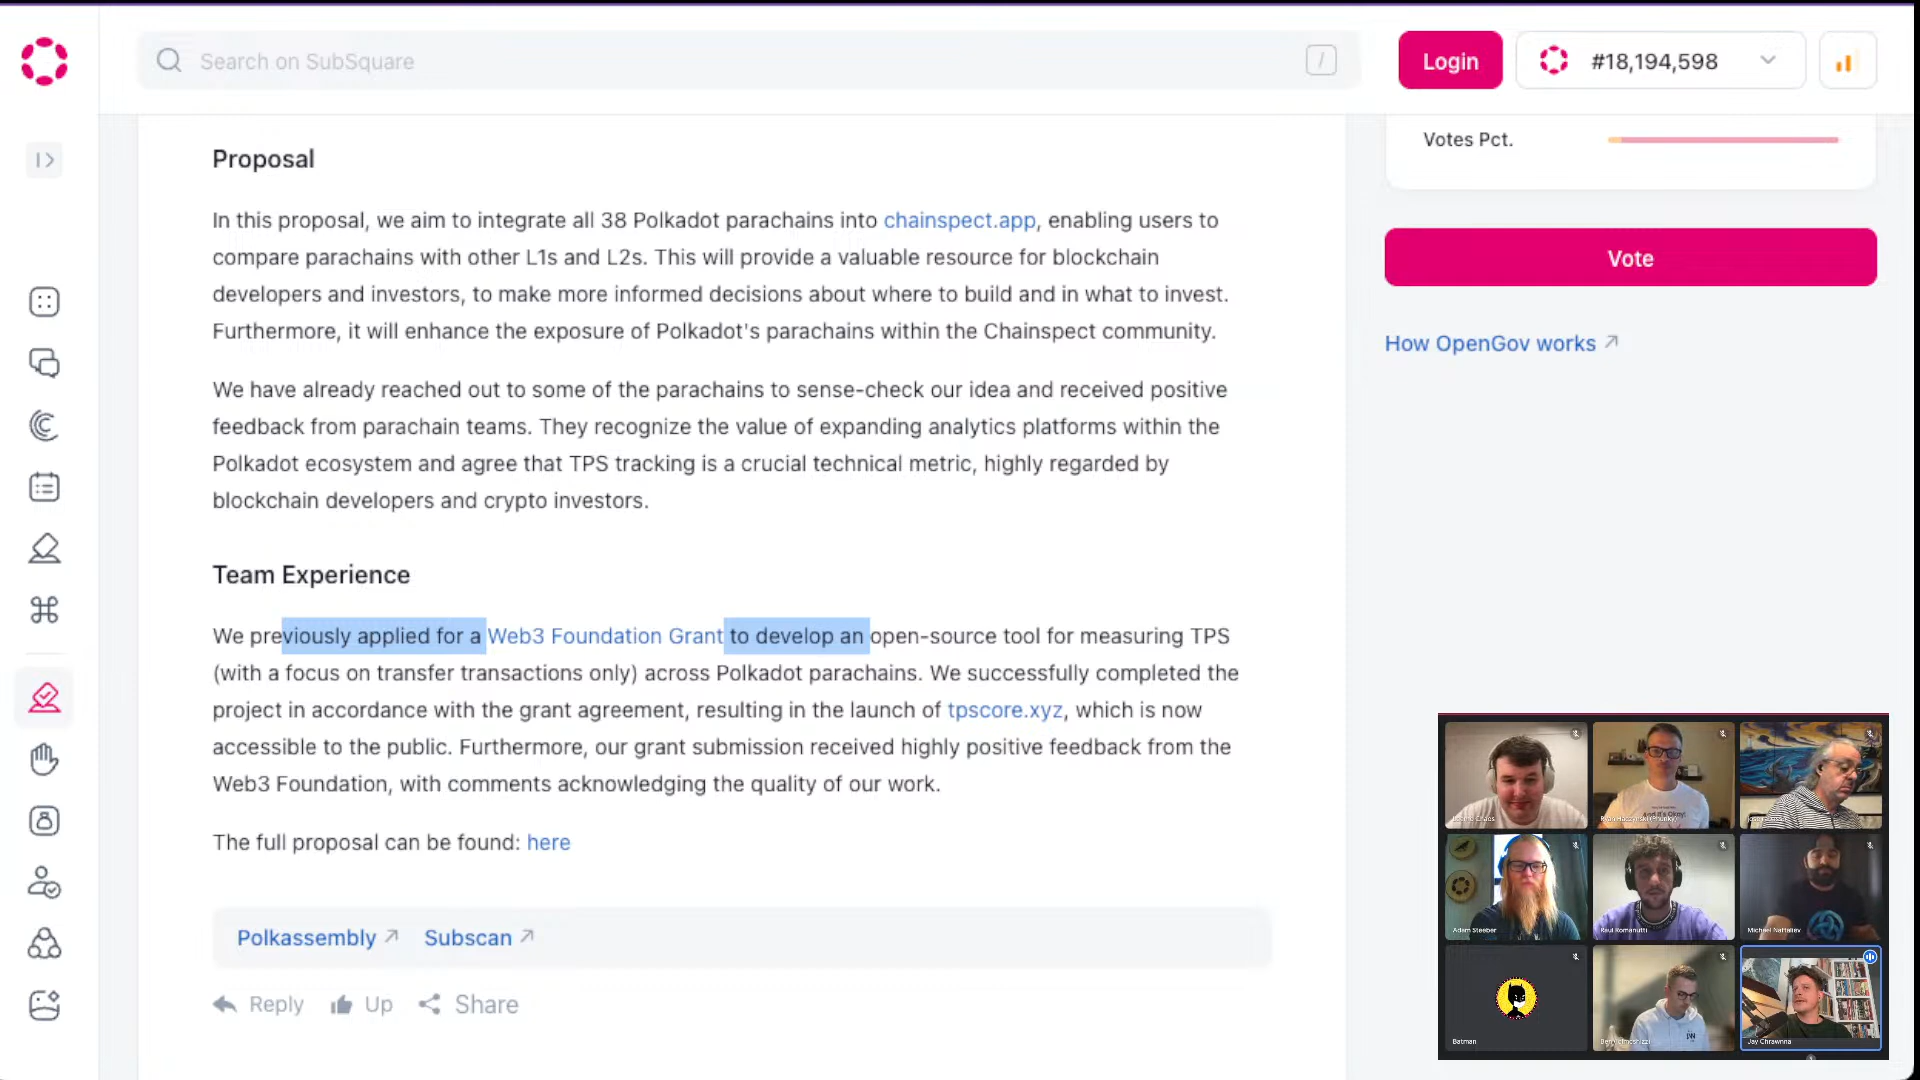 Search on SubSquare
/
Login
#18,194,598
Votes Pct.
Proposal
In this proposal, we aim to integrate all 38 Polkadot parachains into chainspect.app, enabling users to
compare parachains with other L1s and L2s. This will provide a valuable resource for blockchain
developers and investors, to make more informed decisions about where to build and in what to invest.
Furthermore, it will enhance the exposure of Polkadot's parachains within the Chainspect community.
Vote
How OpenGov works
We have already reached out to some of the parachains to sense-check our idea and received positive
feedback from parachain teams. They recognize the value of expanding analytics platforms within the
Polkadot ecosystem and agree that TPS tracking is a crucial technical metric, highly regarded by
blockchain developers and crypto investors.
Team Experience
We previously applied for a Web3 Foundation Grant to develop an open-source tool for measuring TPS
(with a focus on transfer transactions only) across Polkadot parachains. We successfully completed the
project in accordance with the grant agreement, resulting in the launch of tpscore.xyz, which is now
accessible to the public. Furthermore, our grant submission received highly positive feedback from the
Web3 Foundation, with comments acknowledging the quality of our work.
The full proposal can be found: here
Polkassembly
Subscan
Reply
Up
Share
Adam Steeber
Raul Romanutti
Michael Naftaliev
Batman
Jay Chrawnna